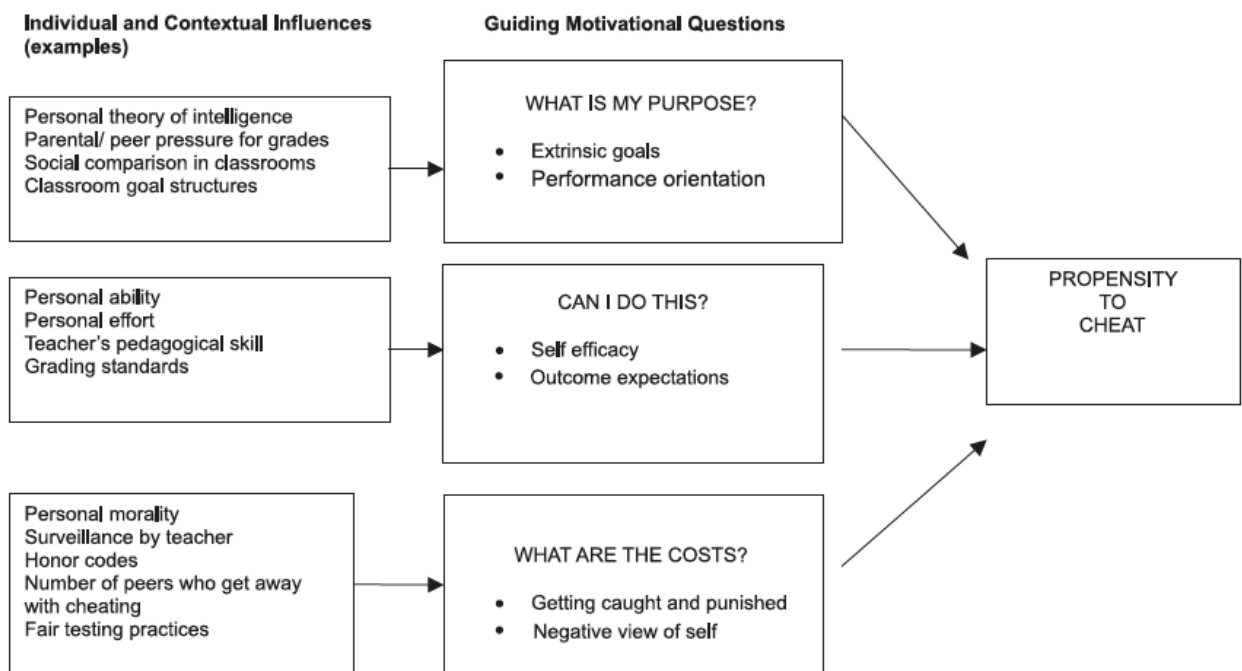 Individual and Contextual Influences
(examples)
Guiding Motivational Questions
Personal theory of intelligence
Parental/ peer pressure for grades
Social comparison in classrooms
Classroom goal structures
WHAT IS MY PURPOSE?
• Extrinsic goals
• Performance orientation
Personal ability
Personal effort
Teacher's pedagogical skill
Grading standards
CAN I DO THIS?
• Self efficacy
• Outcome expectations
PROPENSITY
TO
CHEAT
Personal morality
Surveillance by teacher
Honor codes
Number of peers who get away
with cheating
Fair testing practices
WHAT ARE THE COSTS?
• Getting caught and punished
• Negative view of self